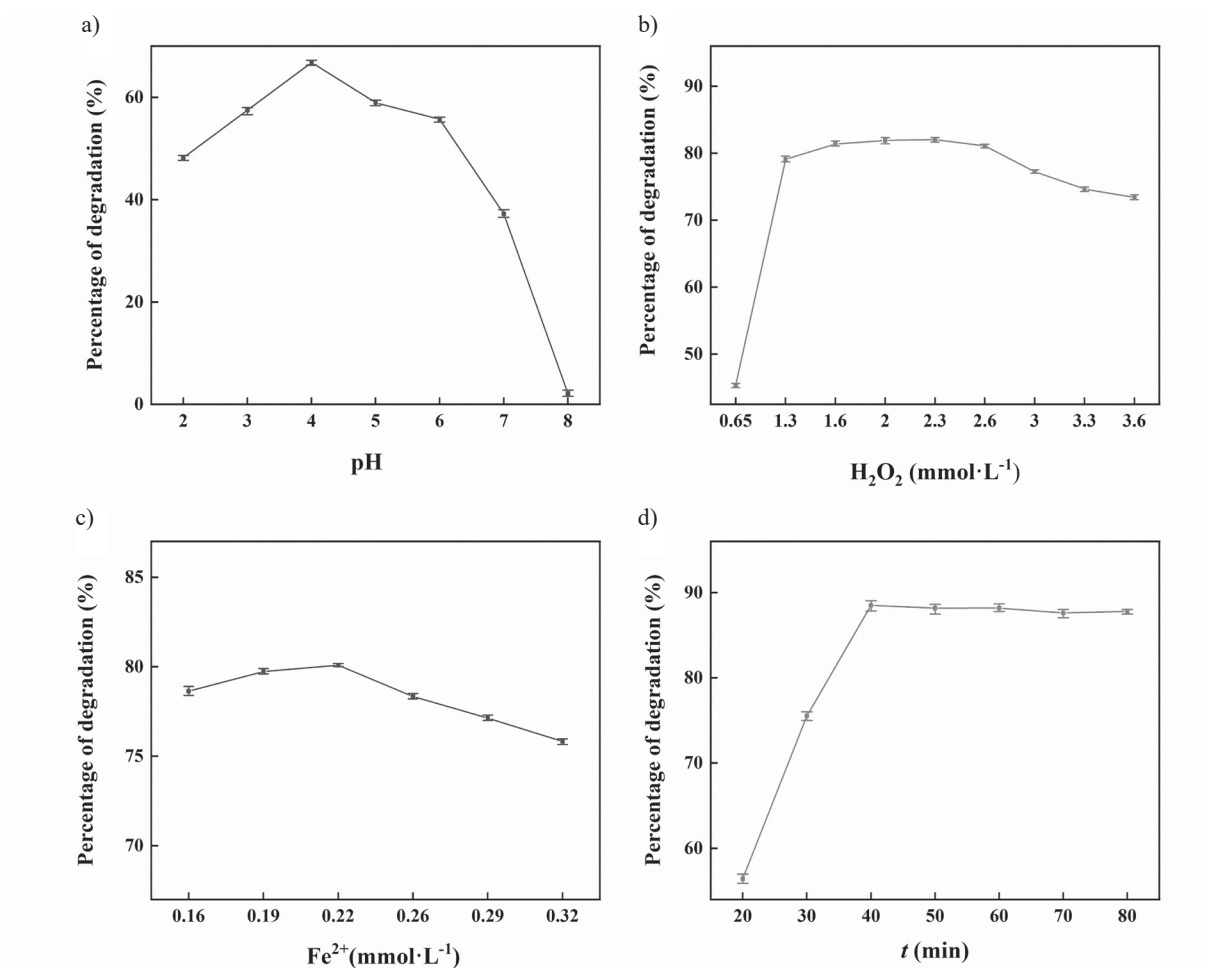 a)
Percentage of degradation (%)
60
40
20
0
2 3 4 5 6 7 8
pH
b)
Percentage of degradation (%)
90
80
70
60
50
0.65 1.3 1.6 2 2.3 2.6 3 3.3 3.6
H₂O₂ (mmol·L⁻¹)
c)
Percentage of degradation (%)
85
80
75
70
0.16 0.19 0.22 0.26 0.29 0.32
Fe²⁺(mmol·L⁻¹)
d)
Percentage of degradation (%)
90
80
70
60
20 30 40 50 60 70 80
t (min)